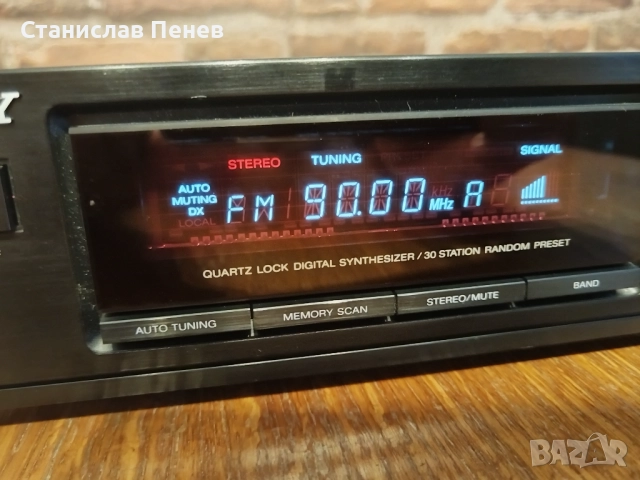 Станислав Пенев
Y
STEREO TUNING SIGNAL
AUTO
MUTING
DX
LOCAL
FM 90.00 kHz MHz A
QUARTZ LOCK DIGITAL SYNTHESIZER / 30 STATION RANDOM PRESET
AUTO TUNING MEMORY SCAN STEREO/MUTE BAND
BAZAR